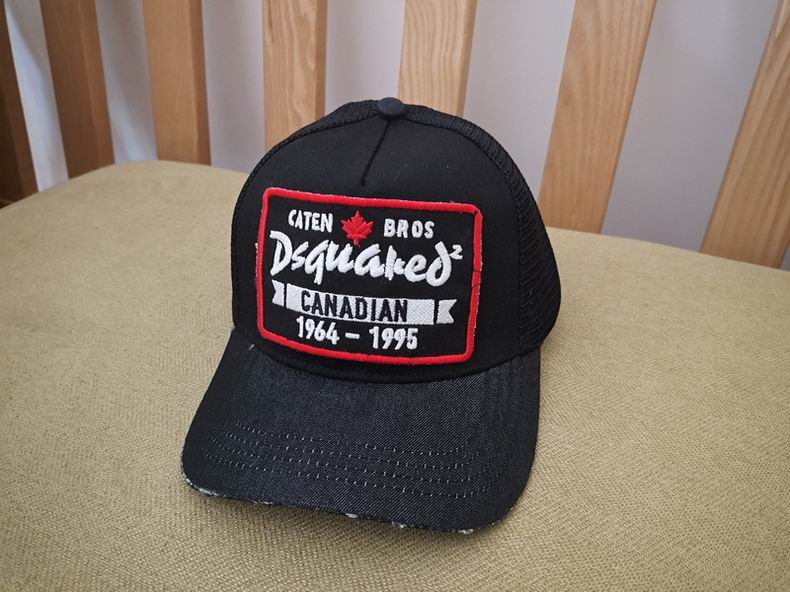 CATEN BROS
Dsquared²
CANADIAN
1964 – 1995